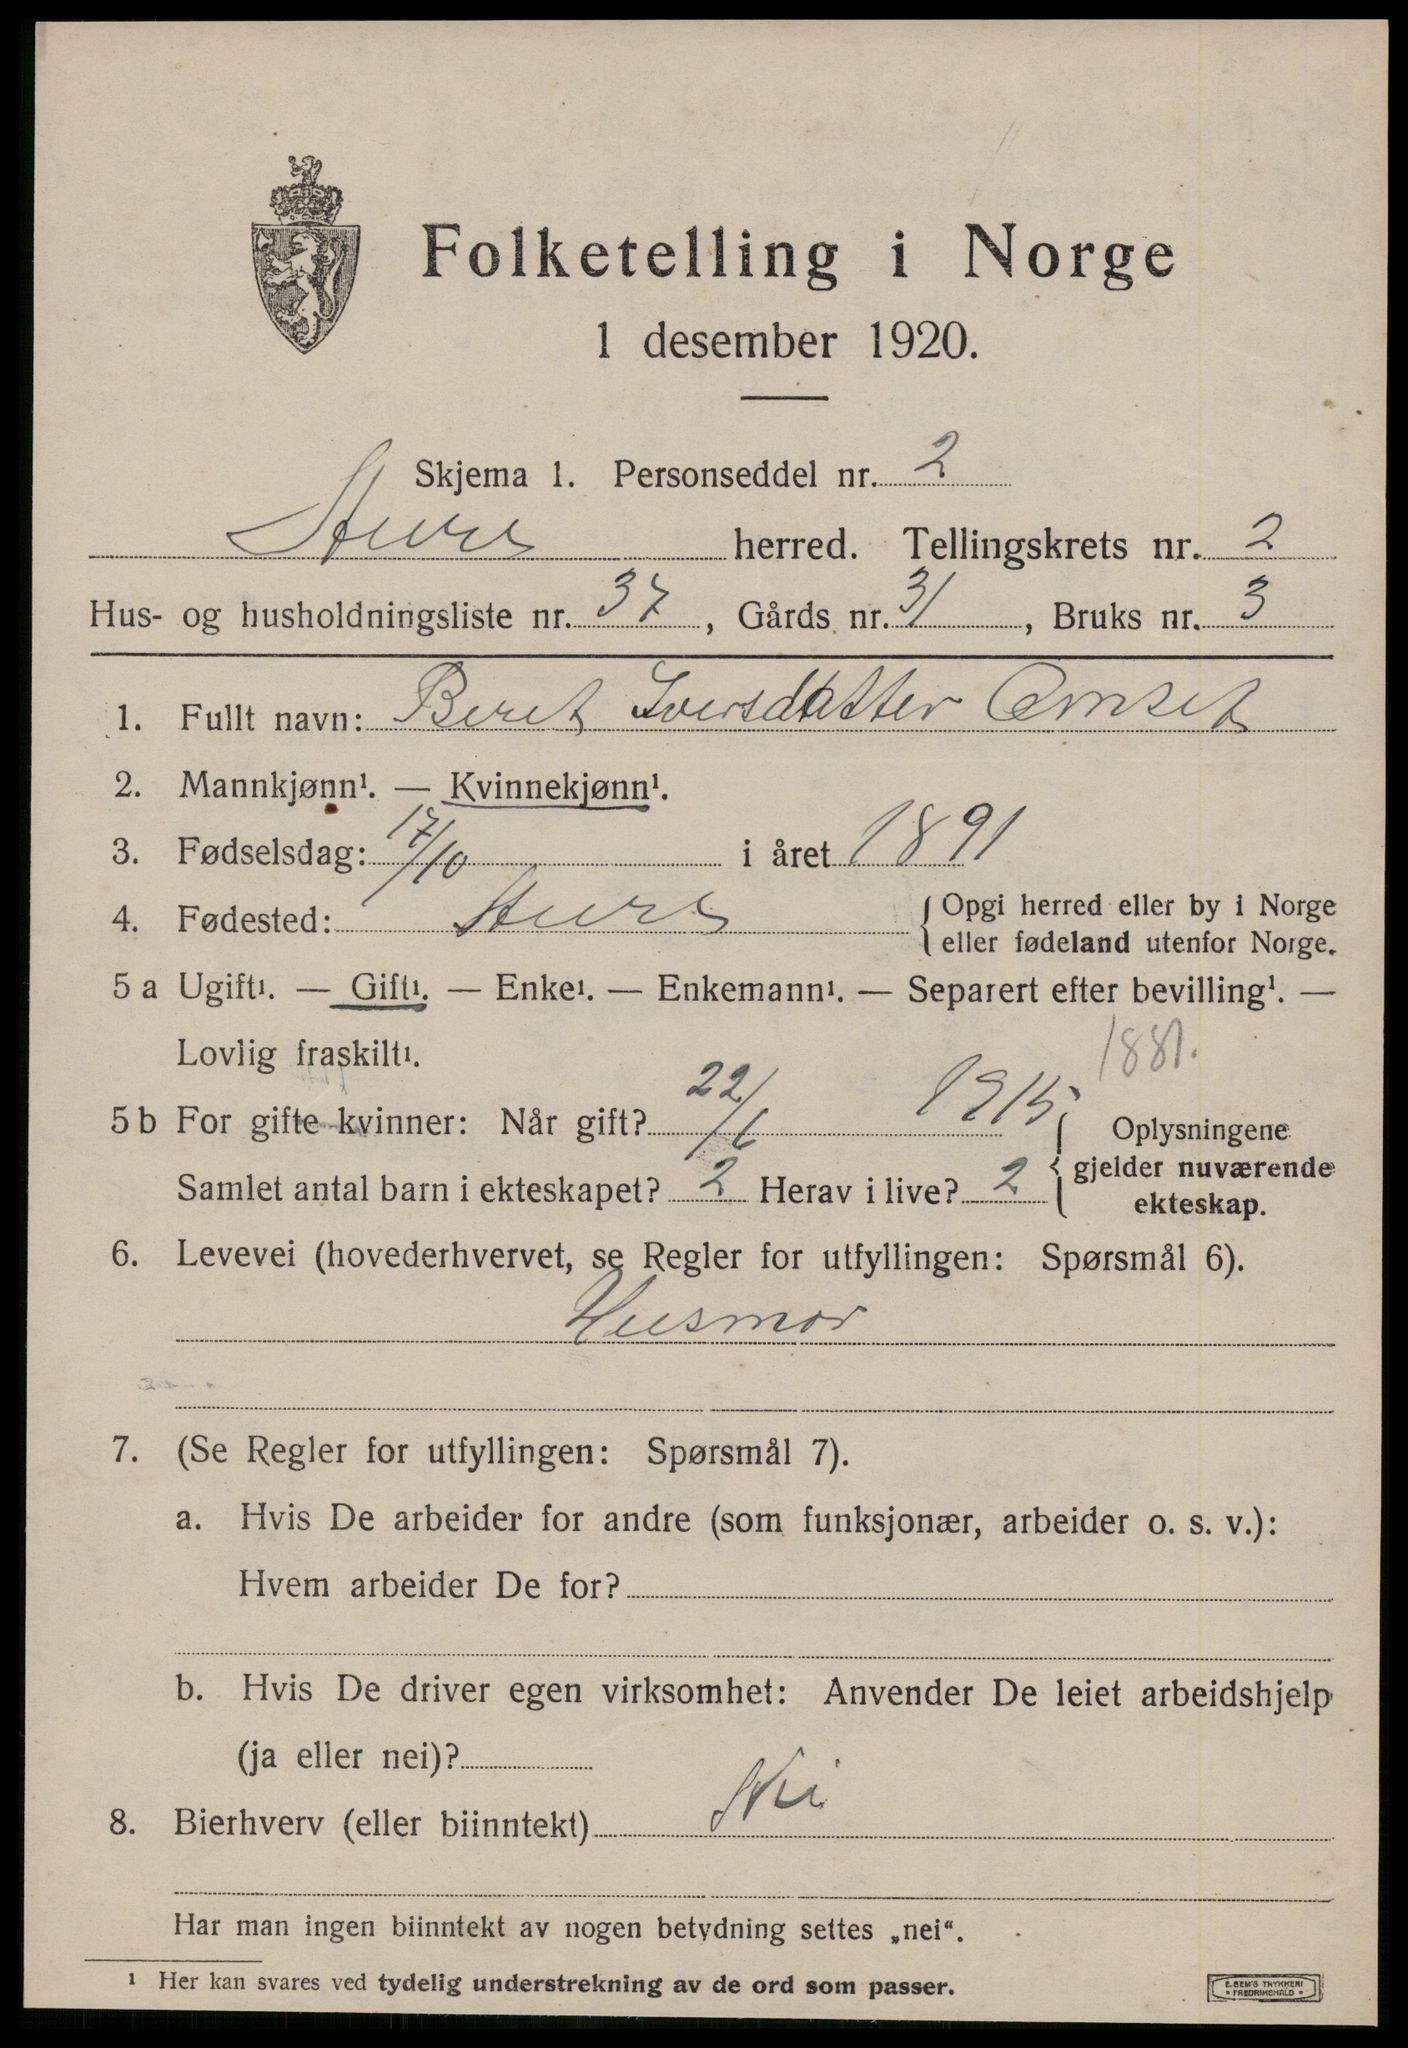 Folketelling i Norge
1 desember 1920.
Skjema 1. Personseddel nr. 2
herred. Tellingskrets nr. 2
Hus- og husholdningsliste nr. 37, Gårds nr. 31, Bruks nr. 3
1. Fullt navn: Beret Iversdatter Omset
2. Mannkjønn¹. — Kvinnekjønn¹.
3. Fødselsdag: 17/10 i året 1891
4. Fødested: {Opgi herred eller by i Norge
eller fødeland utenfor Norge.
5 a Ugift¹. — Gift¹. — Enke¹. — Enkemann¹. — Separert efter bevilling¹. —
Lovlig fraskilt¹.
1881.
5 b For gifte kvinner: Når gift? 22/6 1915 { Oplysningene
Samlet antal barn i ekteskapet? 2 Herav i live? 2 gjelder nuværende
ekteskap.
6. Levevei (hovederhvervet, se Regler for utfyllingen: Spørsmål 6).
Husmor
7. (Se Regler for utfyllingen: Spørsmål 7).
a. Hvis De arbeider for andre (som funksjonær, arbeider o. s. v.):
Hvem arbeider De for?
b. Hvis De driver egen virksomhet: Anvender De leiet arbeidshjelp
(ja eller nei)?
8. Bierhverv (eller biinntekt) Nei
Har man ingen biinntekt av nogen betydning settes „nei“.
¹ Her kan svares ved tydelig understrekning av de ord som passer.
E. SEM'S TRYKKERI
• FREDRIKSHALD •